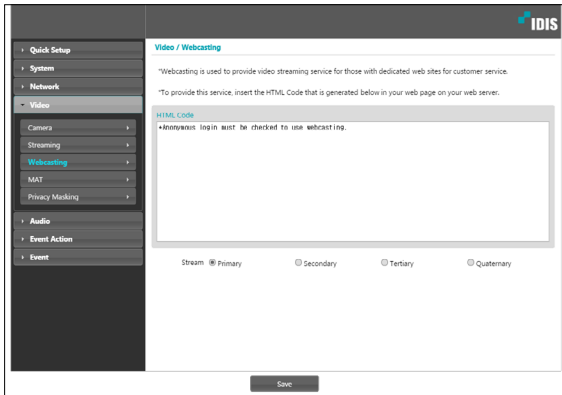 IDIS
Quick Setup
System
Network
Video
Camera
Streaming
Webcasting
MAT
Privacy Masking
Audio
Event Action
Event
Video / Webcasting
*Webcasting is used to provide video streaming service for those with dedicated web sites for customer service.
*To provide this service, insert the HTML Code that is generated below in your web page on your web server.
HTML Code
*Anonymous login must be checked to use webcasting.
Stream Primary Secondary Tertiary Quaternary
Save